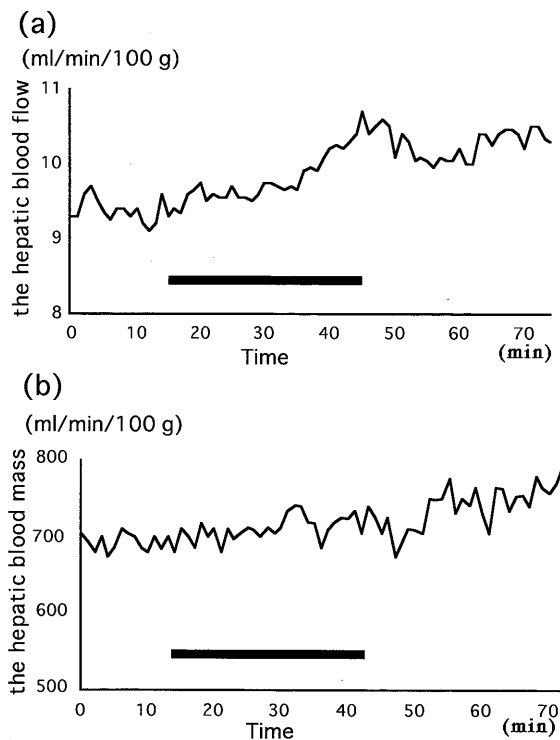 (a)
(ml/min/100 g)
the hepatic blood flow
11
10
9
8
0 10 20 30 40 50 60 70
Time (min)
(b)
(ml/min/100 g)
the hepatic blood mass
800
700
600
500
0 10 20 30 40 50 60 70
Time (min)